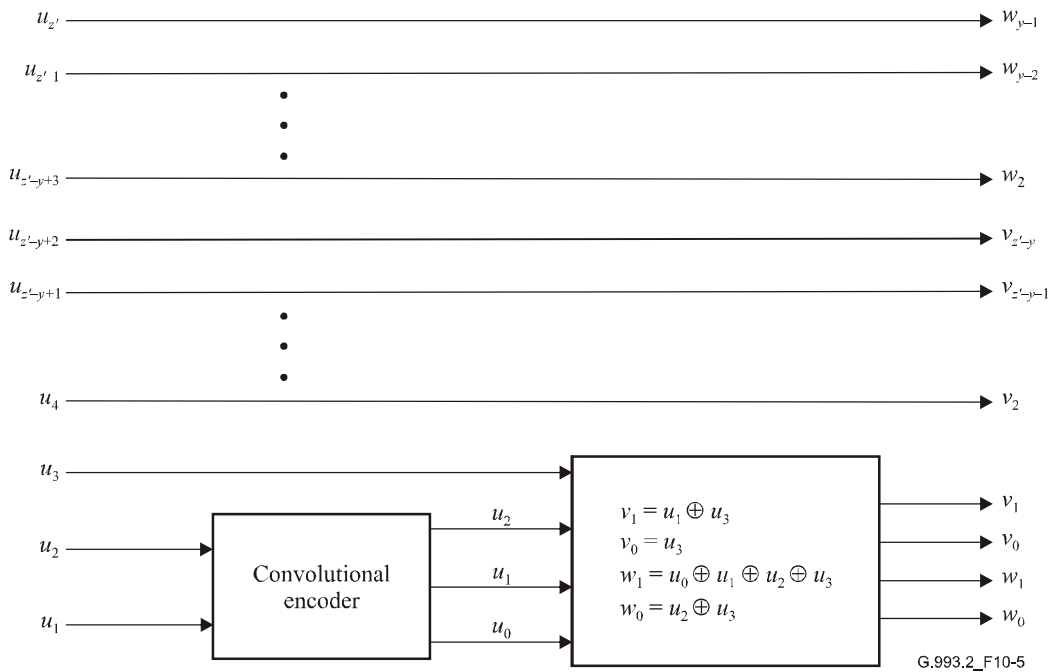 u_{z′} w_{y–1}
u_{z′ 1} w_{y–2}
u_{z′–y+3} w_2
u_{z′–y+2} v_{z′–y}
u_{z′–y+1} v_{z′–y–1}
u_4 v_2
u_3
u_2
u_1
Convolutional
encoder
u_2
u_1
u_0
v_1 = u_1 ⊕ u_3
v_0 = u_3
w_1 = u_0 ⊕ u_1 ⊕ u_2 ⊕ u_3
w_0 = u_2 ⊕ u_3
v_1
v_0
w_1
w_0
G.993.2_F10-5